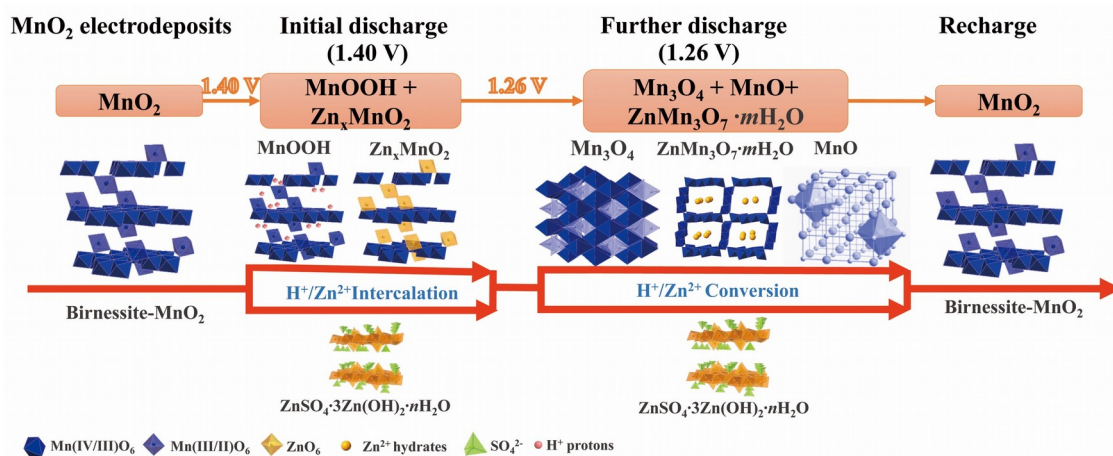 MnO₂ electrodeposits
Initial discharge
(1.40 V)
Further discharge
(1.26 V)
Recharge
MnO₂
1.40 V
MnOOH +
ZnₓMnO₂
1.26 V
Mn₃O₄ + MnO+
ZnMn₃O₇ ·mH₂O
MnO₂
MnOOH
ZnₓMnO₂
Mn₃O₄
ZnMn₃O₇·mH₂O
MnO
H⁺/Zn²⁺Intercalation
H⁺/Zn²⁺ Conversion
Birnessite-MnO₂
Birnessite-MnO₂
ZnSO₄·3Zn(OH)₂·nH₂O
ZnSO₄·3Zn(OH)₂·nH₂O
Mn(IV/III)O₆
Mn(III/II)O₆
ZnO₆
Zn²⁺ hydrates
SO₄²⁻
H⁺ protons